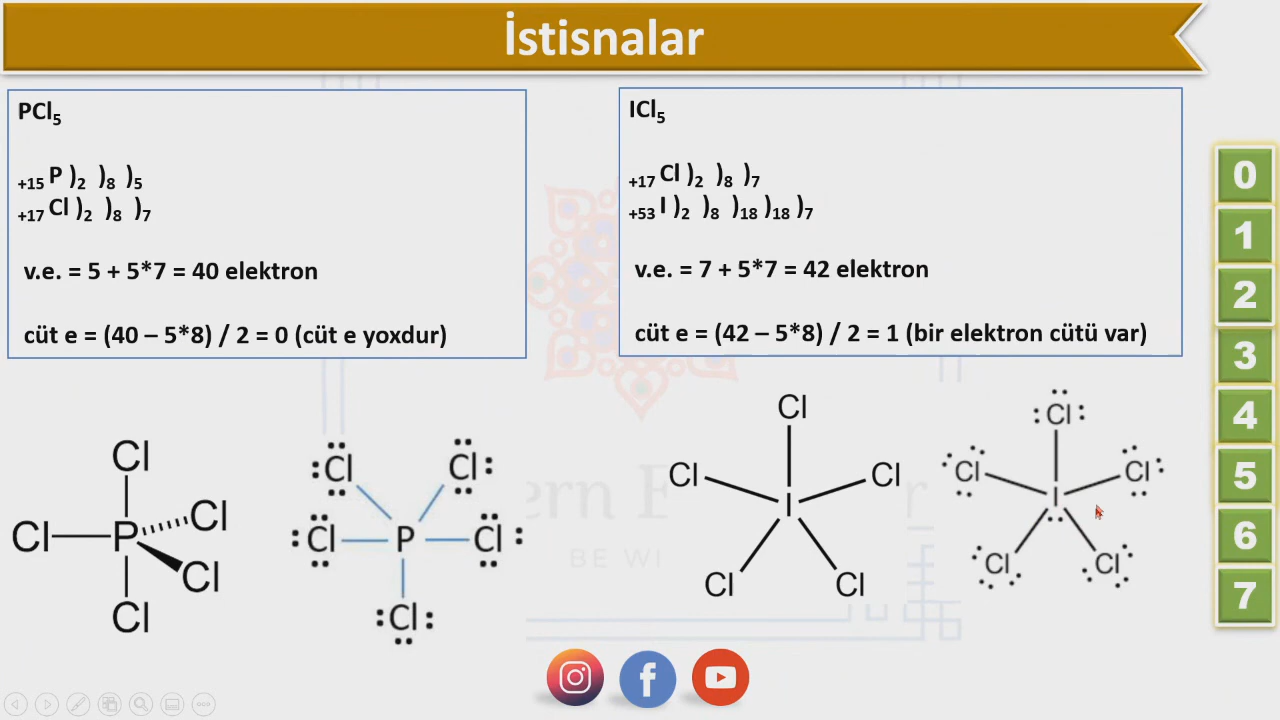 İstisnalar
PCl₅
₊₁₅ P )₂ )₈ )₅
₊₁₇ Cl )₂ )₈ )₇
v.e. = 5 + 5*7 = 40 elektron
cüt e = (40 – 5*8) / 2 = 0 (cüt e yoxdur)
ICl₅
₊₁₇ Cl )₂ )₈ )₇
₊₅₃ I )₂ )₈ )₁₈ )₁₈ )₇
v.e. = 7 + 5*7 = 42 elektron
cüt e = (42 – 5*8) / 2 = 1 (bir elektron cütü var)
Cl
Cl P Cl
Cl
Cl
Cl Cl
Cl P Cl
Cl
Cl
Cl Cl
I
Cl Cl
Cl
Cl Cl
I
Cl Cl
BE WI
0
1
2
3
4
5
6
7